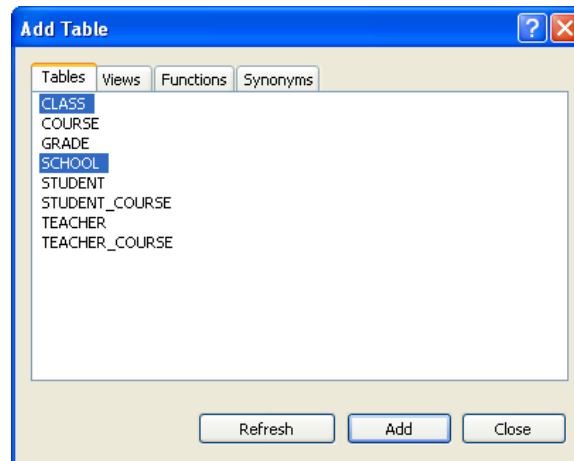 Add Table
Tables Views Functions Synonyms
CLASS
COURSE
GRADE
SCHOOL
STUDENT
STUDENT_COURSE
TEACHER
TEACHER_COURSE
Refresh Add Close